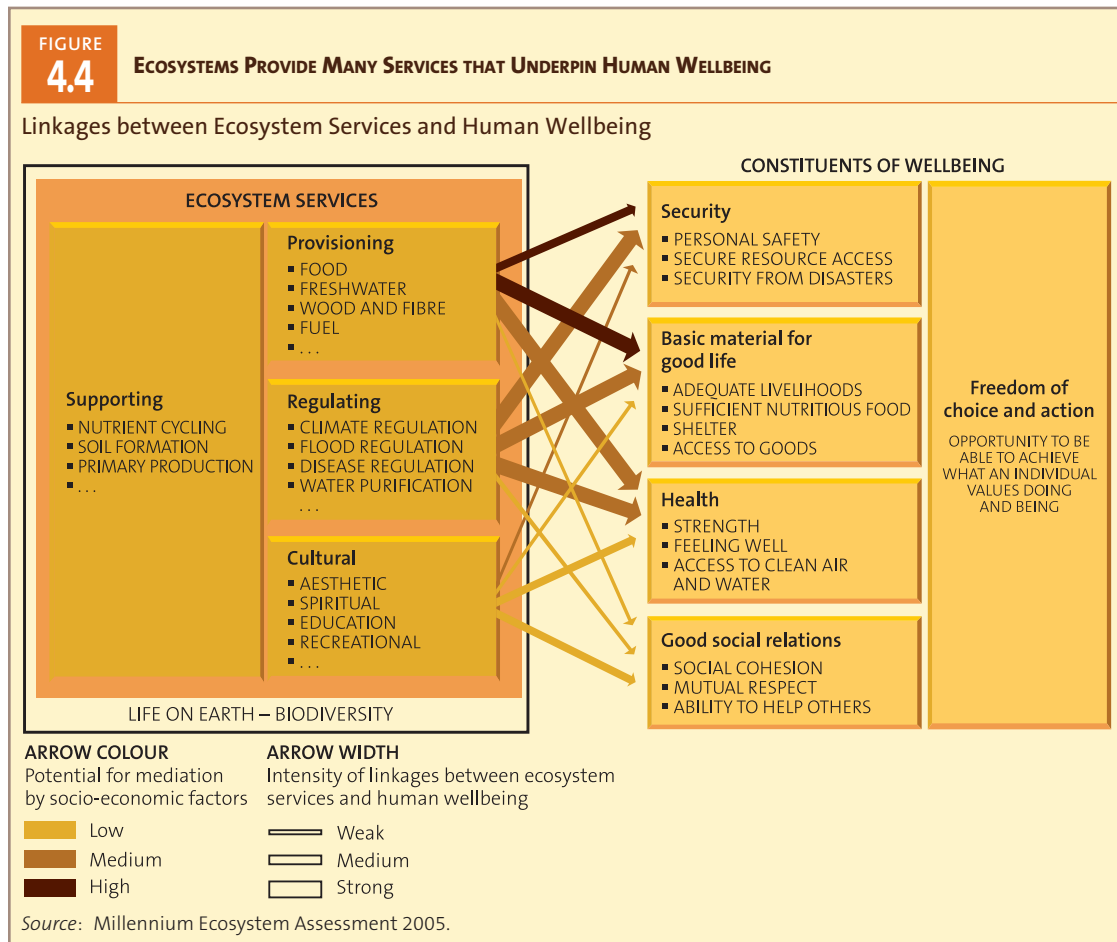 FIGURE
4.4
ECOSYSTEMS PROVIDE MANY SERVICES THAT UNDERPIN HUMAN WELLBEING
Linkages between Ecosystem Services and Human Wellbeing
ECOSYSTEM SERVICES
Supporting
▪ NUTRIENT CYCLING
▪ SOIL FORMATION
▪ PRIMARY PRODUCTION
▪ . . .
Provisioning
▪ FOOD
▪ FRESHWATER
▪ WOOD AND FIBRE
▪ FUEL
▪ . . .
Regulating
▪ CLIMATE REGULATION
▪ FLOOD REGULATION
▪ DISEASE REGULATION
▪ WATER PURIFICATION
. . .
Cultural
▪ AESTHETIC
▪ SPIRITUAL
▪ EDUCATION
▪ RECREATIONAL
▪ . . .
LIFE ON EARTH – BIODIVERSITY
CONSTITUENTS OF WELLBEING
Security
▪ PERSONAL SAFETY
▪ SECURE RESOURCE ACCESS
▪ SECURITY FROM DISASTERS
Basic material for
good life
▪ ADEQUATE LIVELIHOODS
▪ SUFFICIENT NUTRITIOUS FOOD
▪ SHELTER
▪ ACCESS TO GOODS
Health
▪ STRENGTH
▪ FEELING WELL
▪ ACCESS TO CLEAN AIR
AND WATER
Good social relations
▪ SOCIAL COHESION
▪ MUTUAL RESPECT
▪ ABILITY TO HELP OTHERS
Freedom of
choice and action
OPPORTUNITY TO BE
ABLE TO ACHIEVE
WHAT AN INDIVIDUAL
VALUES DOING
AND BEING
ARROW COLOUR
Potential for mediation
by socio-economic factors
Low
Medium
High
ARROW WIDTH
Intensity of linkages between ecosystem
services and human wellbeing
Weak
Medium
Strong
Source: Millennium Ecosystem Assessment 2005.